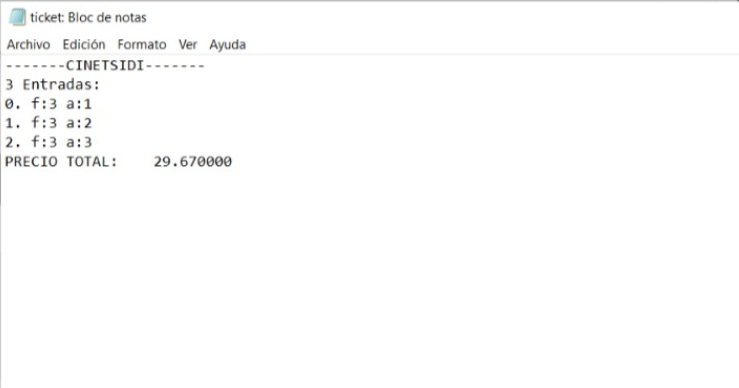 ticket: Bloc de notas
Archivo Edición Formato Ver Ayuda
-------CINETSIDI-------
3 Entradas:
0. f:3 a:1
1. f:3 a:2
2. f:3 a:3
PRECIO TOTAL:    29.670000